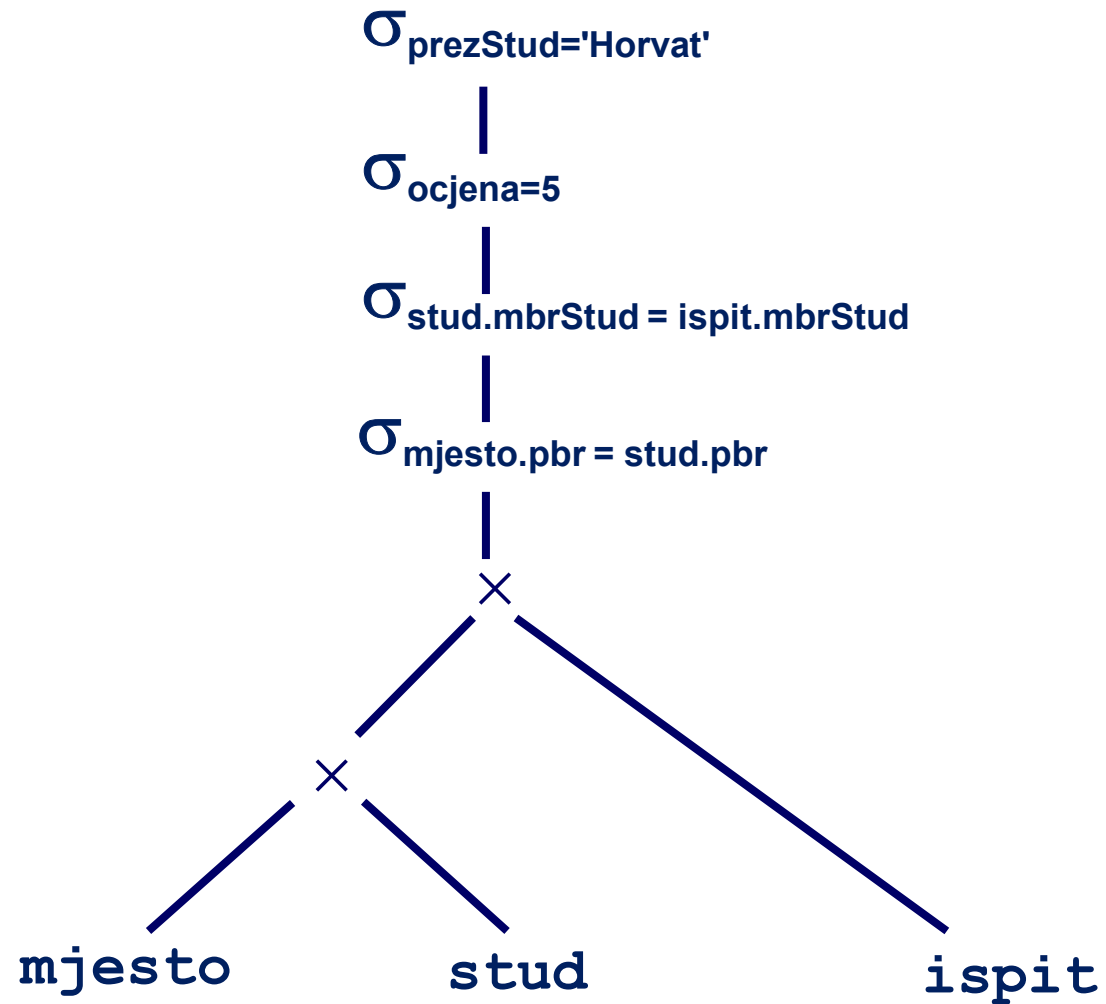 σprezStud='Horvat'
σocjena=5
σstud.mbrStud = ispit.mbrStud
σmjesto.pbr = stud.pbr
×
×
mjesto stud ispit